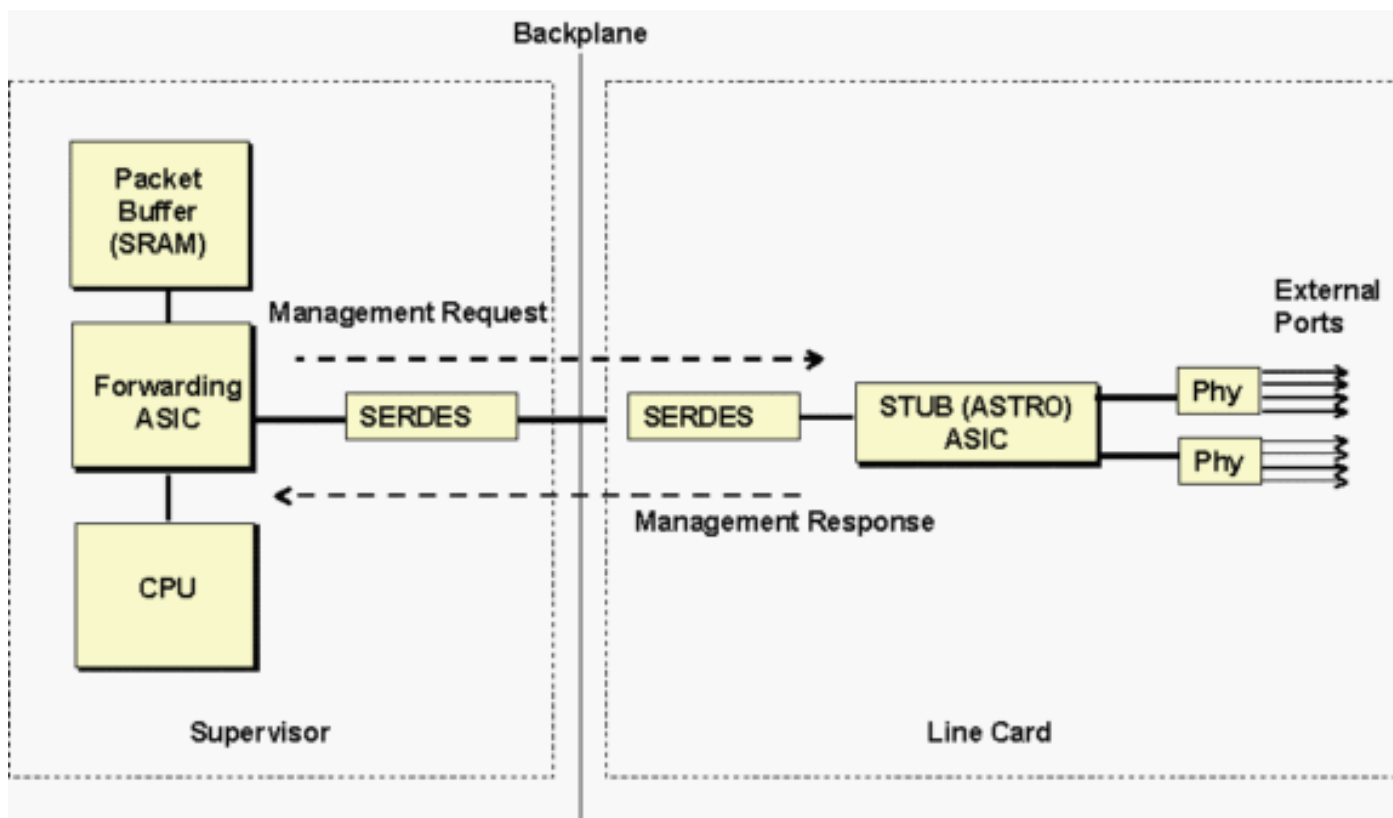 Backplane
Packet
Buffer
(SRAM)
Management Request
External
Ports
Forwarding
ASIC
SERDES
SERDES
STUB (ASTRO)
ASIC
Phy
Phy
Management Response
CPU
Supervisor
Line Card